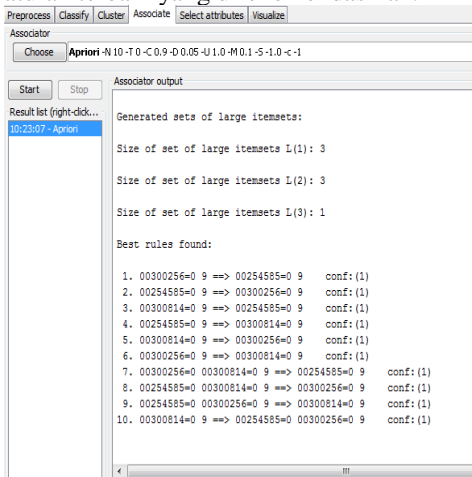 Preprocess Classify Cluster Associate Select attributes Visualize
Associator
Choose Apriori -N 10 -T 0 -C 0.9 -D 0.05 -U 1.0 -M 0.1 -S -1.0 -c -1
Start Stop
Associator output
Result list (right-click...
10:23:07 - Apriori
Generated sets of large itemsets:
Size of set of large itemsets L(1): 3
Size of set of large itemsets L(2): 3
Size of set of large itemsets L(3): 1
Best rules found:
1. 00300256=0 9 ==> 00254585=0 9 conf:(1)
2. 00254585=0 9 ==> 00300256=0 9 conf:(1)
3. 00300814=0 9 ==> 00254585=0 9 conf:(1)
4. 00254585=0 9 ==> 00300814=0 9 conf:(1)
5. 00300814=0 9 ==> 00300256=0 9 conf:(1)
6. 00300256=0 9 ==> 00300814=0 9 conf:(1)
7. 00300256=0 00300814=0 9 ==> 00254585=0 9 conf:(1)
8. 00254585=0 00300814=0 9 ==> 00300256=0 9 conf:(1)
9. 00254585=0 00300256=0 9 ==> 00300814=0 9 conf:(1)
10. 00300814=0 9 ==> 00254585=0 00300256=0 9 conf:(1)